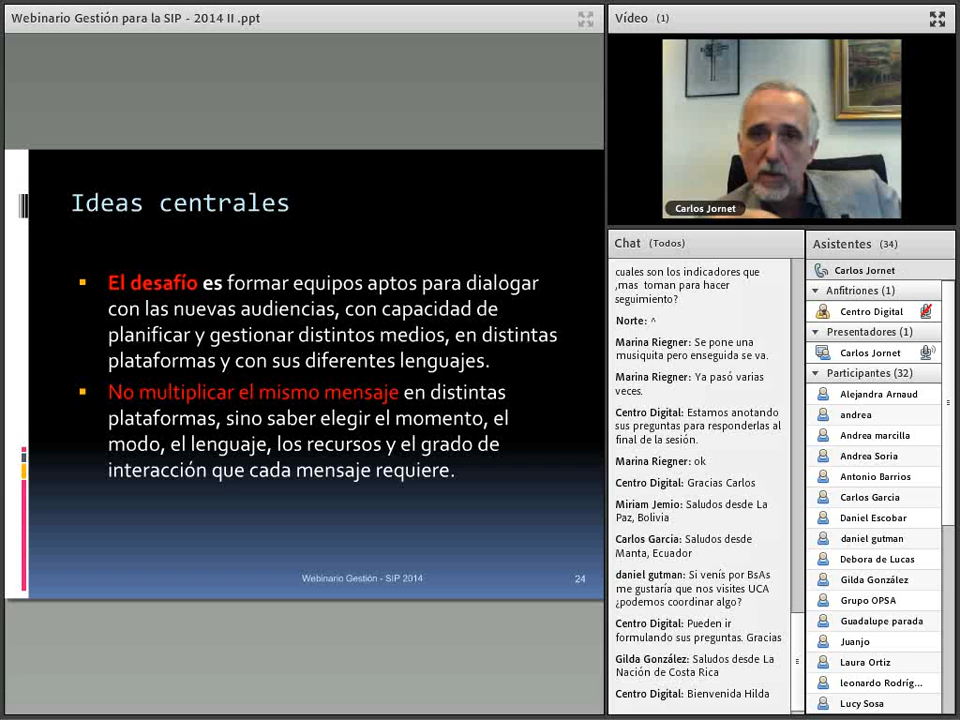 Webinario Gestión para la SIP - 2014 II .ppt
Ideas centrales
El desafío es formar equipos aptos para dialogar
con las nuevas audiencias, con capacidad de
planificar y gestionar distintos medios, en distintas
plataformas y con sus diferentes lenguajes.
No multiplicar el mismo mensaje en distintas
plataformas, sino saber elegir el momento, el
modo, el lenguaje, los recursos y el grado de
interacción que cada mensaje requiere.
Webinario Gestión - SIP 2014
24
Vídeo (1)
Carlos Jornet
Chat (Todos)
cuales son los indicadores que
,mas toman para hacer
seguimiento?
Norte: ^
Marina Riegner: Se pone una
musiquita pero enseguida se va.
Marina Riegner: Ya pasó varias
veces.
Centro Digital: Estamos anotando
sus preguntas para responderlas al
final de la sesión.
Marina Riegner: ok
Centro Digital: Gracias Carlos
Miriam Jemio: Saludos desde La
Paz, Bolivia
Carlos Garcia: Saludos desde
Manta, Ecuador
daniel gutman: Si venís por BsAs
me gustaría que nos visites UCA
¿podemos coordinar algo?
Centro Digital: Pueden ir
formulando sus preguntas. Gracias
Gilda González: Saludos desde La
Nación de Costa Rica
Centro Digital: Bienvenida Hilda
Asistentes (34)
Carlos Jornet
Anfitriones (1)
Centro Digital
Presentadores (1)
Carlos Jornet
Participantes (32)
Alejandra Arnaud
andrea
Andrea marcilla
Andrea Soria
Antonio Barrios
Carlos Garcia
Daniel Escobar
daniel gutman
Debora de Lucas
Gilda González
Grupo OPSA
Guadalupe parada
Juanjo
Laura Ortiz
leonardo Rodríg...
Lucy Sosa